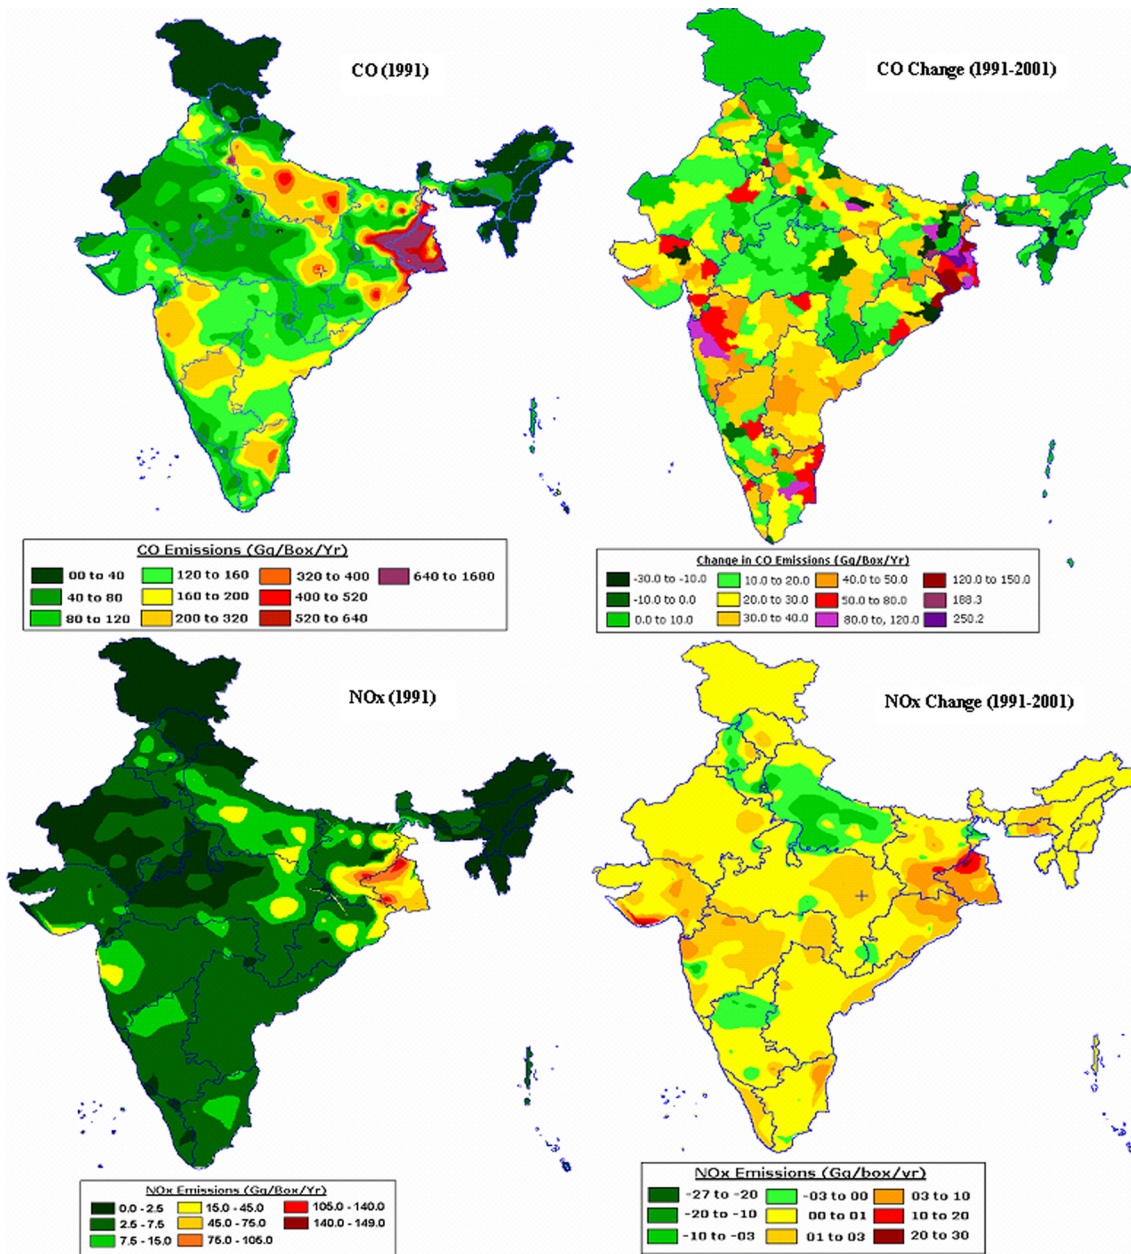 CO (1991)
CO Change (1991-2001)
CO Emissions (Gg/Box/Yr)
00 to 40
120 to 160
320 to 400
640 to 1680
40 to 80
160 to 200
400 to 520
80 to 120
200 to 320
520 to 640
Change in CO Emissions (Gg/Box/Yr)
-30.0 to -10.0
10.0 to 20.0
40.0 to 50.0
120.0 to 150.0
-10.0 to 0.0
20.0 to 30.0
50.0 to 80.0
188.3
0.0 to 10.0
30.0 to 40.0
80.0 to, 120.0
250.2
NOx (1991)
NOx Change (1991-2001)
NOx Emissions (Gg/Box/Yr)
0.0 - 2.5
15.0 - 45.0
105.0 - 140.0
2.5 - 7.5
45.0 - 75.0
140.0 - 149.0
7.5 - 15.0
75.0 - 105.0
NOx Emissions (Gg/box/yr)
-27 to -20
-03 to 00
03 to 10
-20 to -10
00 to 01
10 to 20
-10 to -03
01 to 03
20 to 30